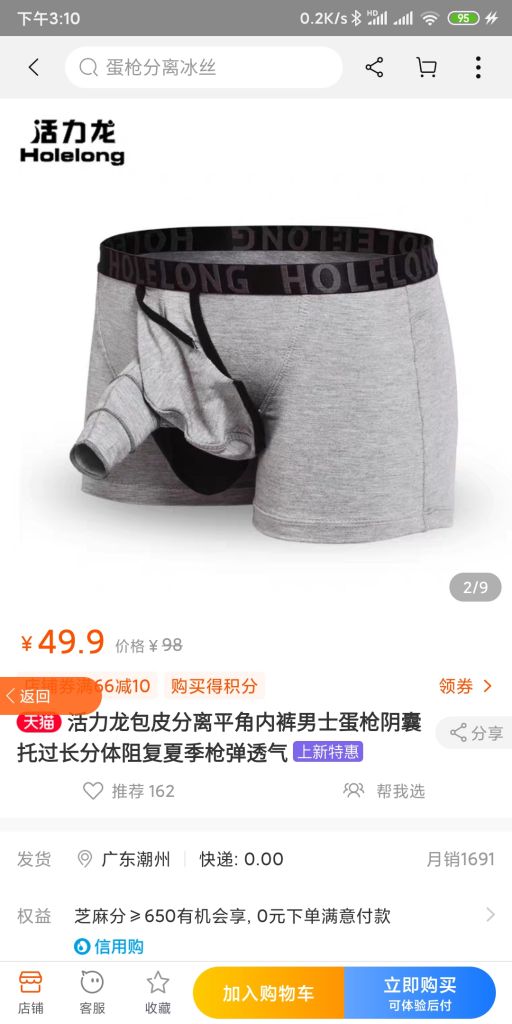 下午3:10
0.2K/s
HD
95
蛋枪分离冰丝
活力龙
Holelong
HOLELONG HOLELONG
2/9
¥49.9 价格¥98
店铺券满66减10 购买得积分 领券
返回
天猫 活力龙包皮分离平角内裤男士蛋枪阴囊
分享
托过长分体阻复夏季枪弹透气 上新特惠
推荐 162 帮我选
发货 广东潮州 快递: 0.00 月销1691
权益 芝麻分≥650有机会享, 0元下单满意付款
信用购
店铺 客服 收藏 加入购物车 立即购买
可体验后付